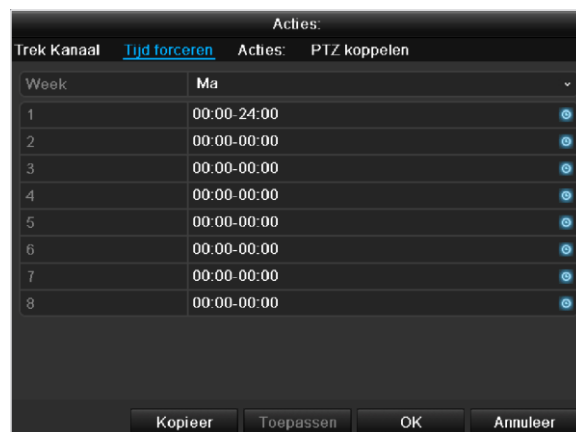 Acties:
Trek Kanaal Tijd forceren Acties: PTZ koppelen
Week Ma
1 00:00-24:00
2 00:00-00:00
3 00:00-00:00
4 00:00-00:00
5 00:00-00:00
6 00:00-00:00
7 00:00-00:00
8 00:00-00:00
Kopieer Toepassen OK Annuleer